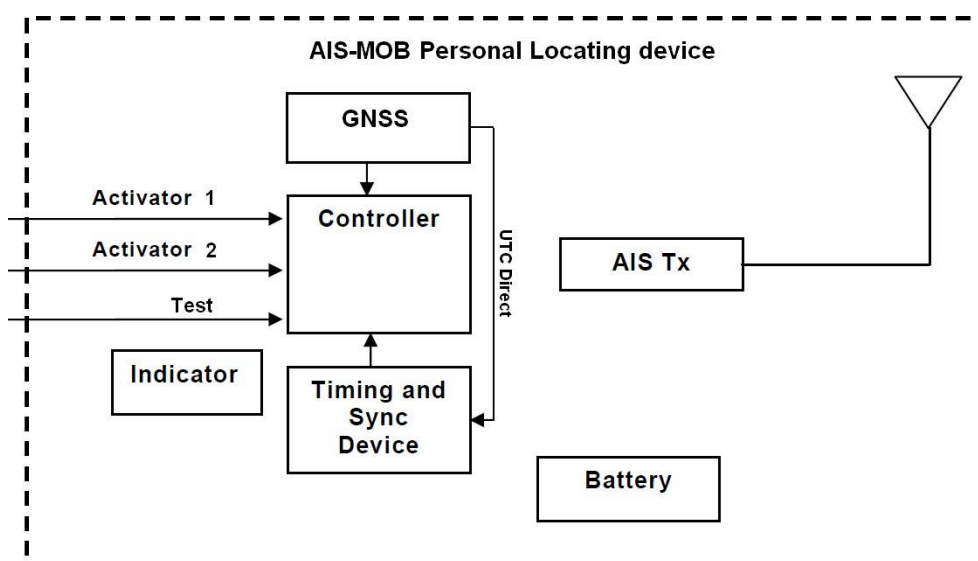 AIS-MOB Personal Locating device
GNSS
Activator 1
Controller
Activator 2
UTC Direct
AIS Tx
Test
Indicator
Timing and
Sync
Device
Battery